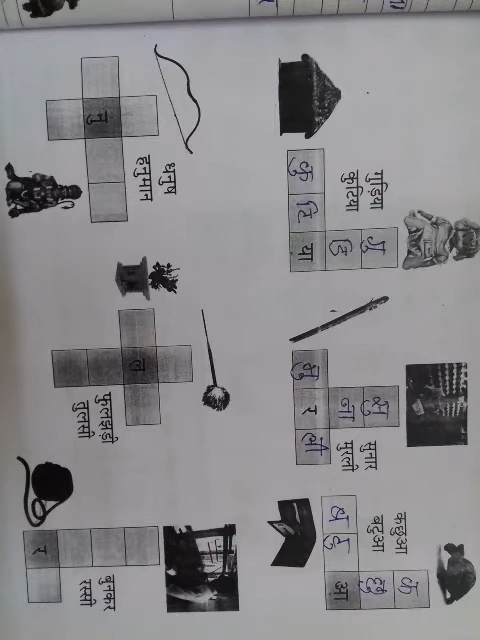 गुड़िया
कुटिया
गु
ड़ि
कु टि या
सुनार
मुरली
सु
ना
मु र ली
कछुआ
बटुआ
क
छु
ब टु आ
धनुष
हनुमान
नु
फुलझड़ी
तुलसी
ल
बुनकर
रस्सी
र